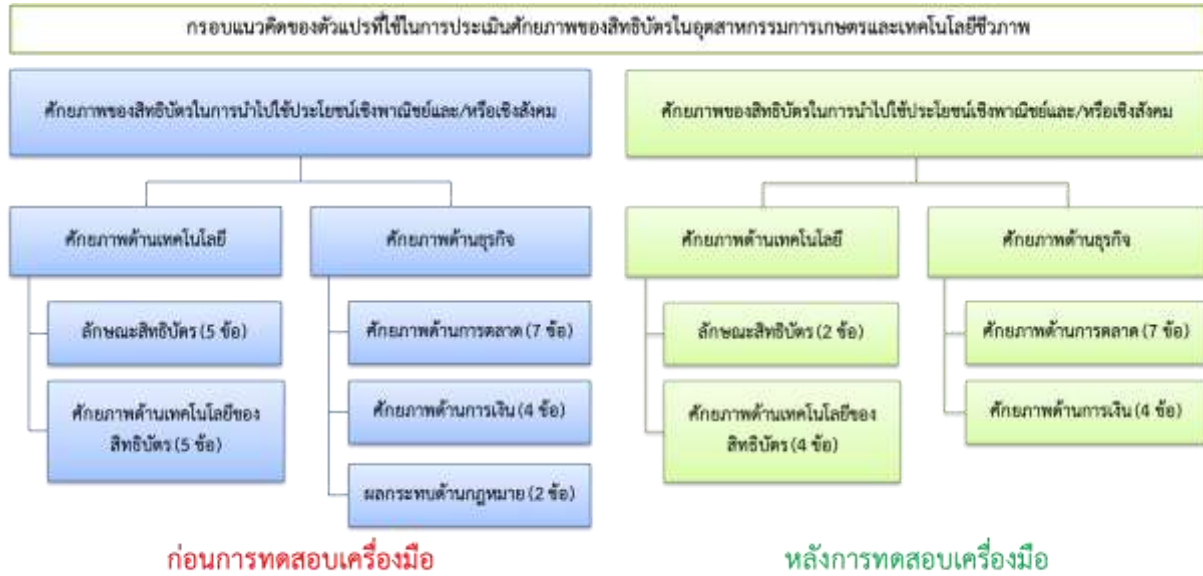 กรอบแนวคิดของตัวแปรที่ใช้ในการประเมินศักยภาพของสิทธิบัตรในอุตสาหกรรมการเกษตรและเทคโนโลยีชีวภาพ
ศักยภาพของสิทธิบัตรในการนำไปใช้ประโยชน์เชิงพาณิชย์และ/หรือเชิงสังคม
ศักยภาพด้านเทคโนโลยี
ศักยภาพด้านธุรกิจ
ลักษณะสิทธิบัตร (5 ข้อ)
ศักยภาพด้านเทคโนโลยีของ
สิทธิบัตร (5 ข้อ)
ศักยภาพด้านการตลาด (7 ข้อ)
ศักยภาพด้านการเงิน (4 ข้อ)
ผลกระทบด้านกฎหมาย (2 ข้อ)
ก่อนการทดสอบเครื่องมือ
ศักยภาพของสิทธิบัตรในการนำไปใช้ประโยชน์เชิงพาณิชย์และ/หรือเชิงสังคม
ศักยภาพด้านเทคโนโลยี
ศักยภาพด้านธุรกิจ
ลักษณะสิทธิบัตร (2 ข้อ)
ศักยภาพด้านเทคโนโลยีของ
สิทธิบัตร (4 ข้อ)
ศักยภาพด้านการตลาด (7 ข้อ)
ศักยภาพด้านการเงิน (4 ข้อ)
หลังการทดสอบเครื่องมือ